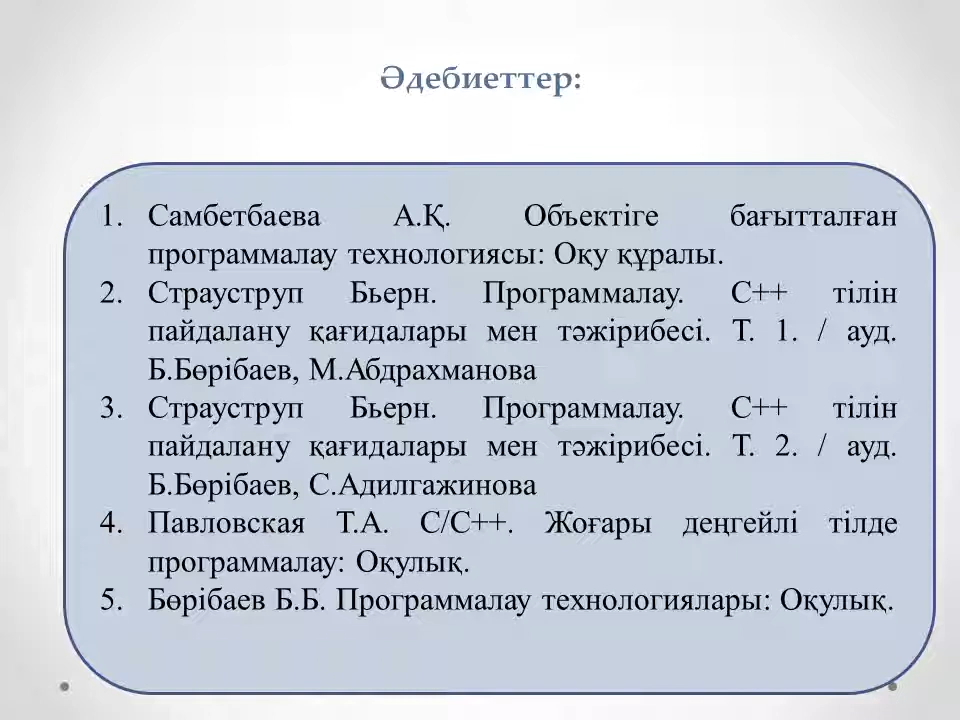 Әдебиеттер:
1. Самбетбаева А.Қ. Объектіге бағытталған
программалау технологиясы: Оқу құралы.
2. Страуструп Бьерн. Программалау. С++ тілін
пайдалану қағидалары мен тәжірибесі. Т. 1. / ауд.
Б.Бөрібаев, М.Абдрахманова
3. Страуструп Бьерн. Программалау. С++ тілін
пайдалану қағидалары мен тәжірибесі. Т. 2. / ауд.
Б.Бөрібаев, С.Адилгажинова
4. Павловская Т.А. С/С++. Жоғары деңгейлі тілде
программалау: Оқулық.
5. Бөрібаев Б.Б. Программалау технологиялары: Оқулық.